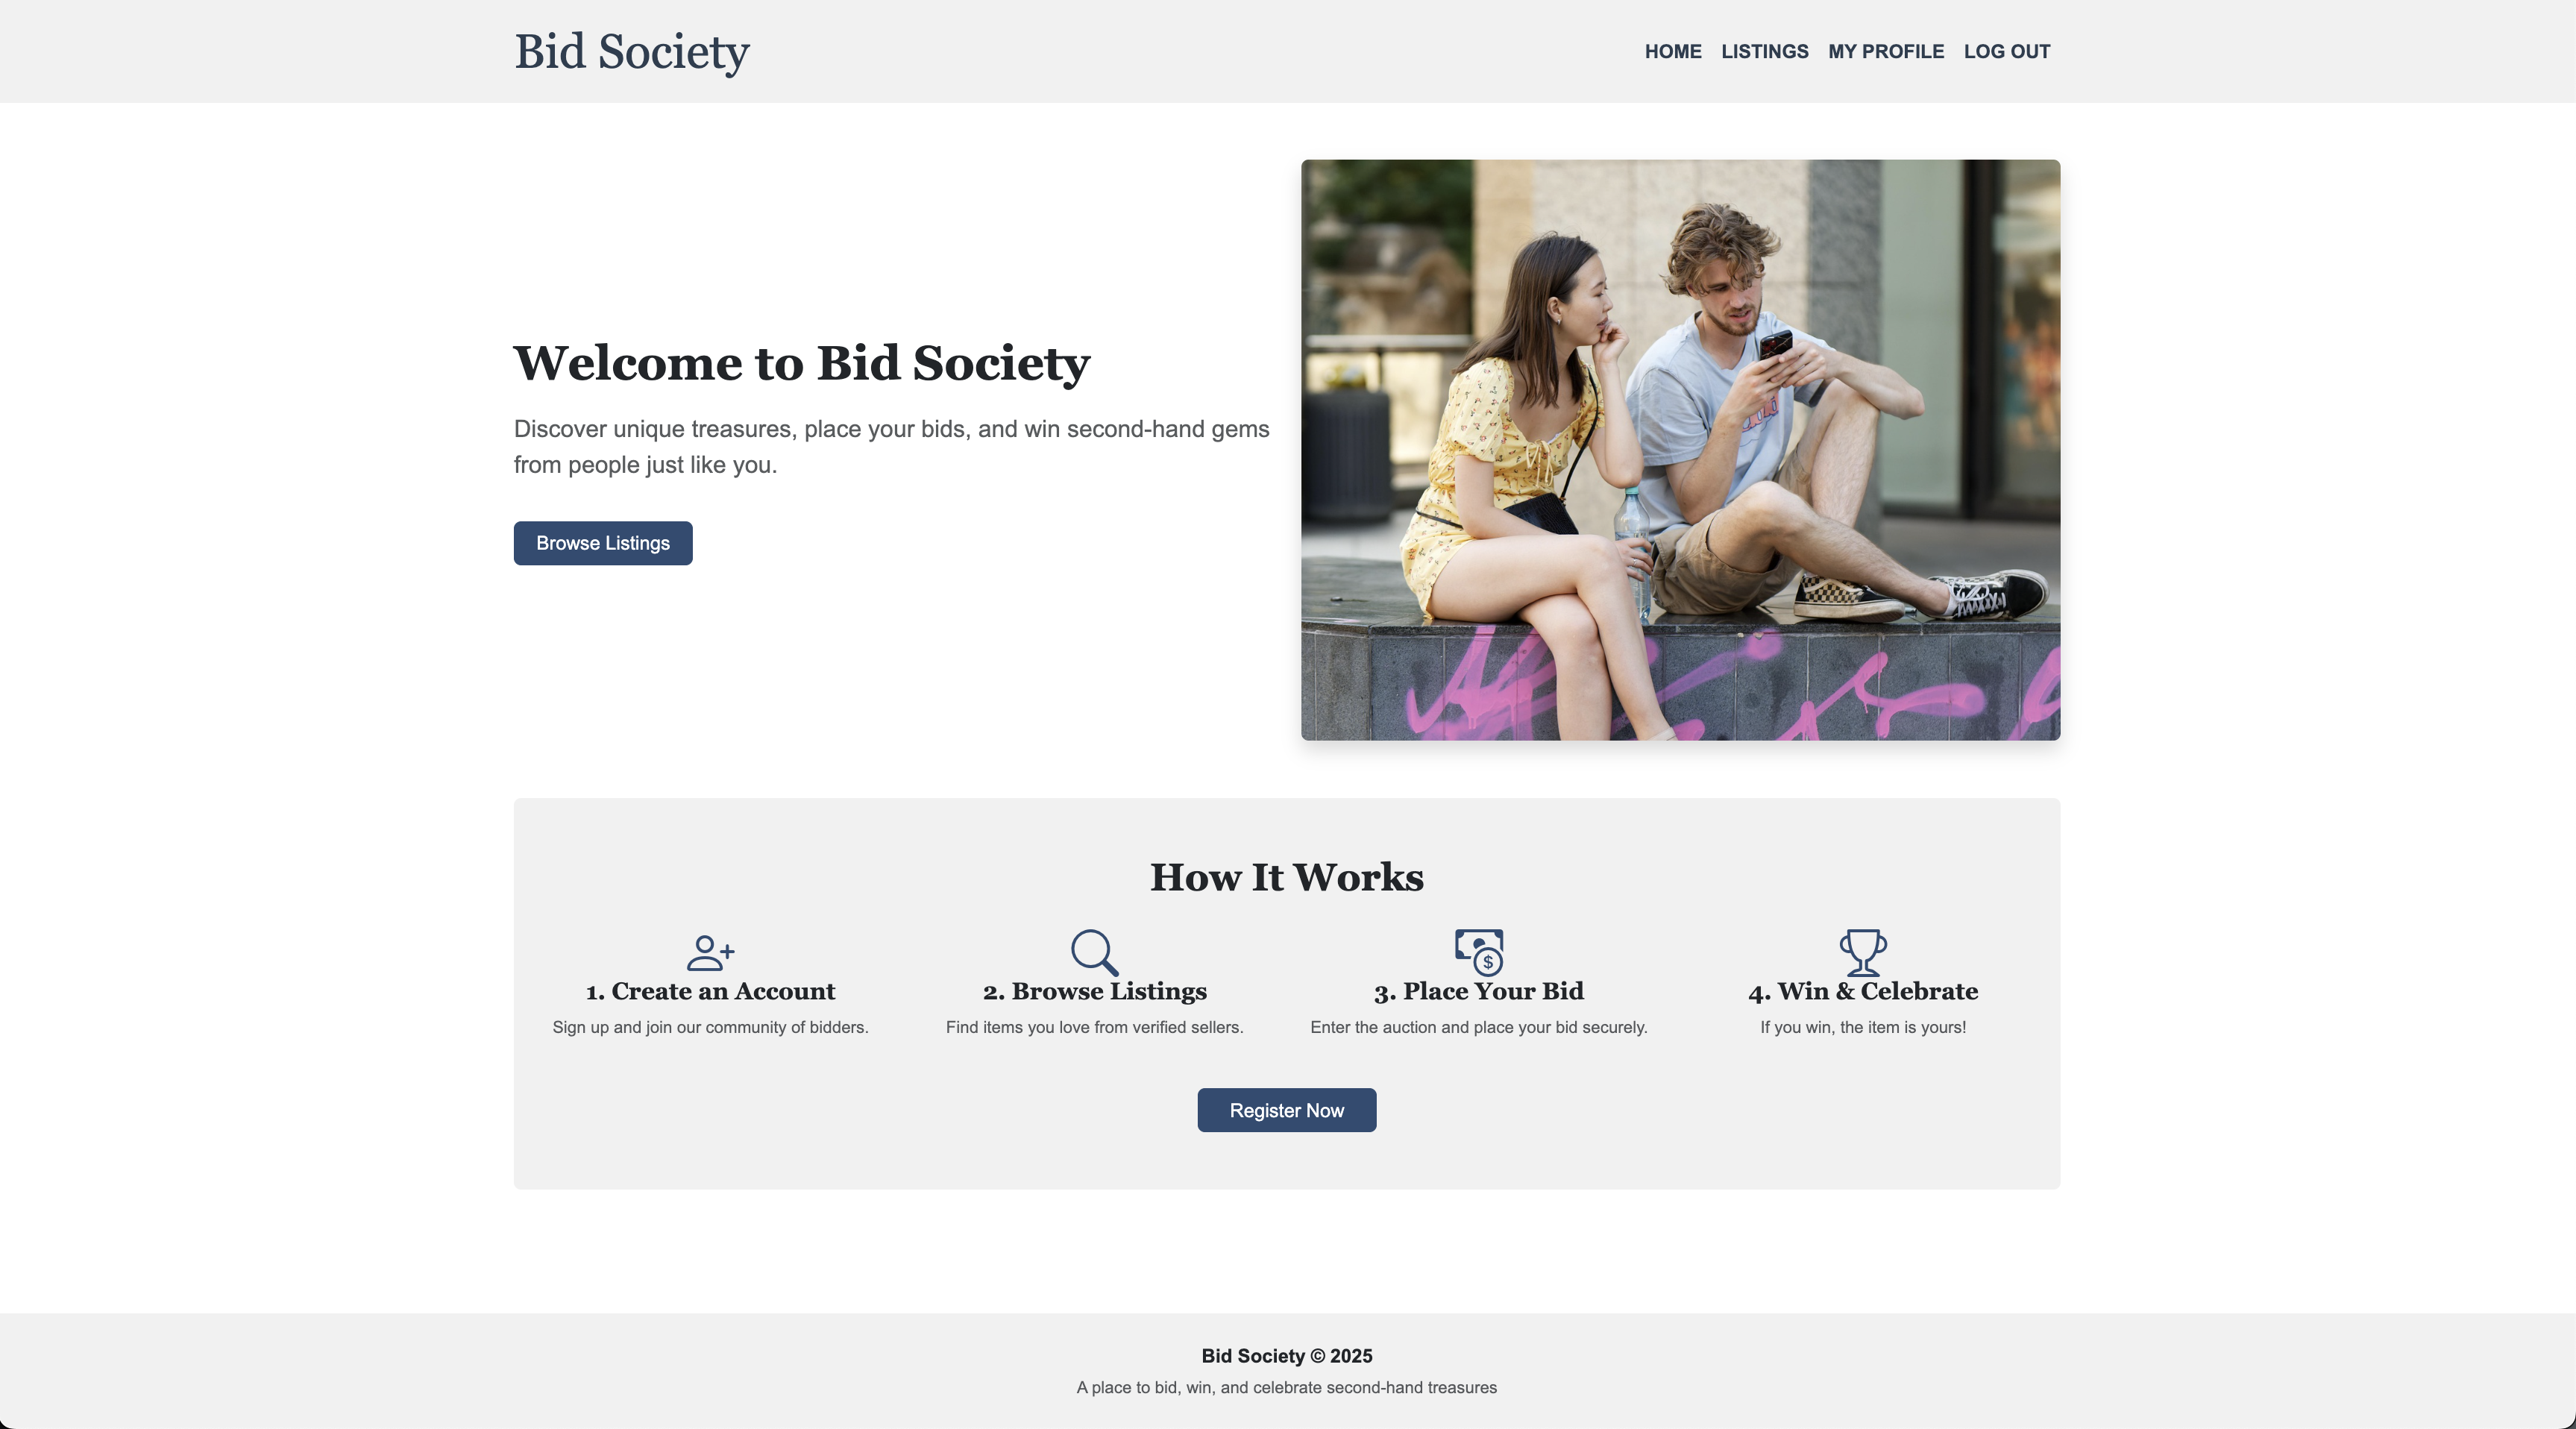 Bid Society
HOME LISTINGS MY PROFILE LOG OUT
Welcome to Bid Society
Discover unique treasures, place your bids, and win second-hand gems
from people just like you.
Browse Listings
How It Works
1. Create an Account
Sign up and join our community of bidders.
2. Browse Listings
Find items you love from verified sellers.
3. Place Your Bid
Enter the auction and place your bid securely.
4. Win & Celebrate
If you win, the item is yours!
Register Now
Bid Society © 2025
A place to bid, win, and celebrate second-hand treasures